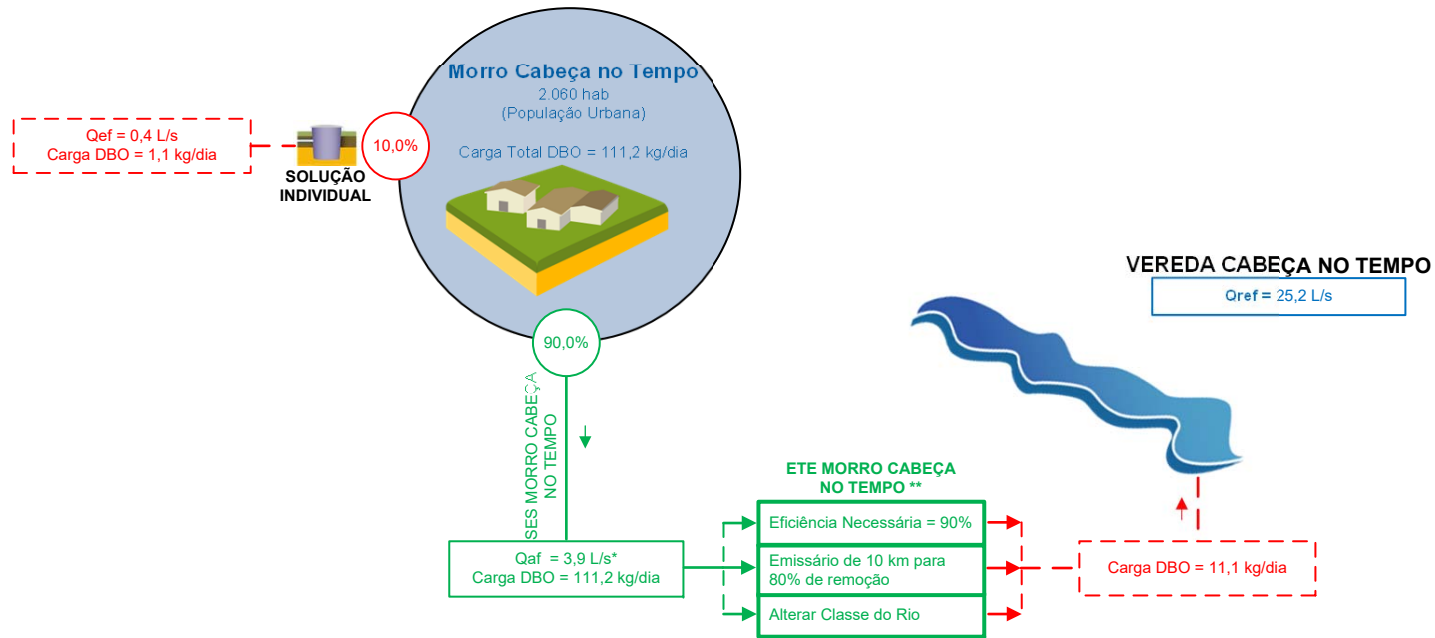 Morro Cabeça no Tempo
2.060 hab
(População Urbana)
Carga Total DBO = 111,2 kg/dia
Qef = 0,4 L/s
Carga DBO = 1,1 kg/dia
10,0%
SOLUÇÃO
INDIVIDUAL
90,0%
SES MORRO CABEÇA
NO TEMPO
Qaf = 3,9 L/s*
Carga DBO = 111,2 kg/dia
ETE MORRO CABEÇA
NO TEMPO **
Eficiência Necessária = 90%
Emissário de 10 km para
80% de remoção
Alterar Classe do Rio
VEREDA CABEÇA NO TEMPO
Qref = 25,2 L/s
Carga DBO = 11,1 kg/dia